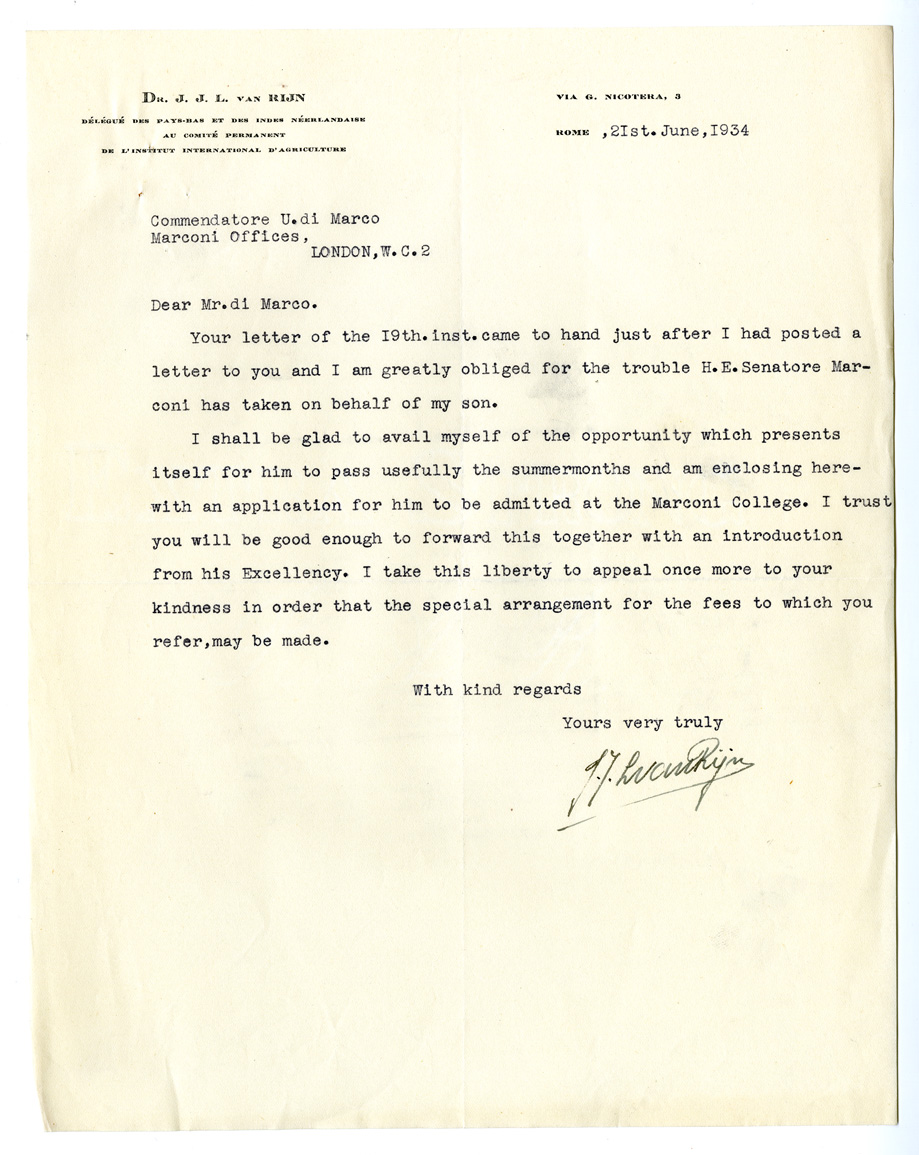 DR. J. J. L. VAN RIJN
DÉLÉGUÉ DES PAYS-BAS ET DES INDES NÉERLANDAISE
AU COMITÉ PERMANENT
DE L'INSTITUT INTERNATIONAL D'AGRICULTURE
VIA G. NICOTERA, 3
ROME ,2Ist.June,I934
Commendatore U.di Marco
Marconi Offices,
LONDON,W.C.2
Dear Mr.di Marco.
Your letter of the I9th.inst.came to hand just after I had posted a
letter to you and I am greatly obliged for the trouble H.E.Senatore Mar-
coni has taken on behalf of my son.
I shall be glad to avail myself of the opportunity which presents
itself for him to pass usefully the summermonths and am enclosing here-
with an application for him to be admitted at the Marconi College. I trust
you will be good enough to forward this together with an introduction
from his Excellency. I take this liberty to appeal once more to your
kindness in order that the special arrangement for the fees to which you
refer,may be made.
With kind regards
Yours very truly
J.J.L.van Rijn